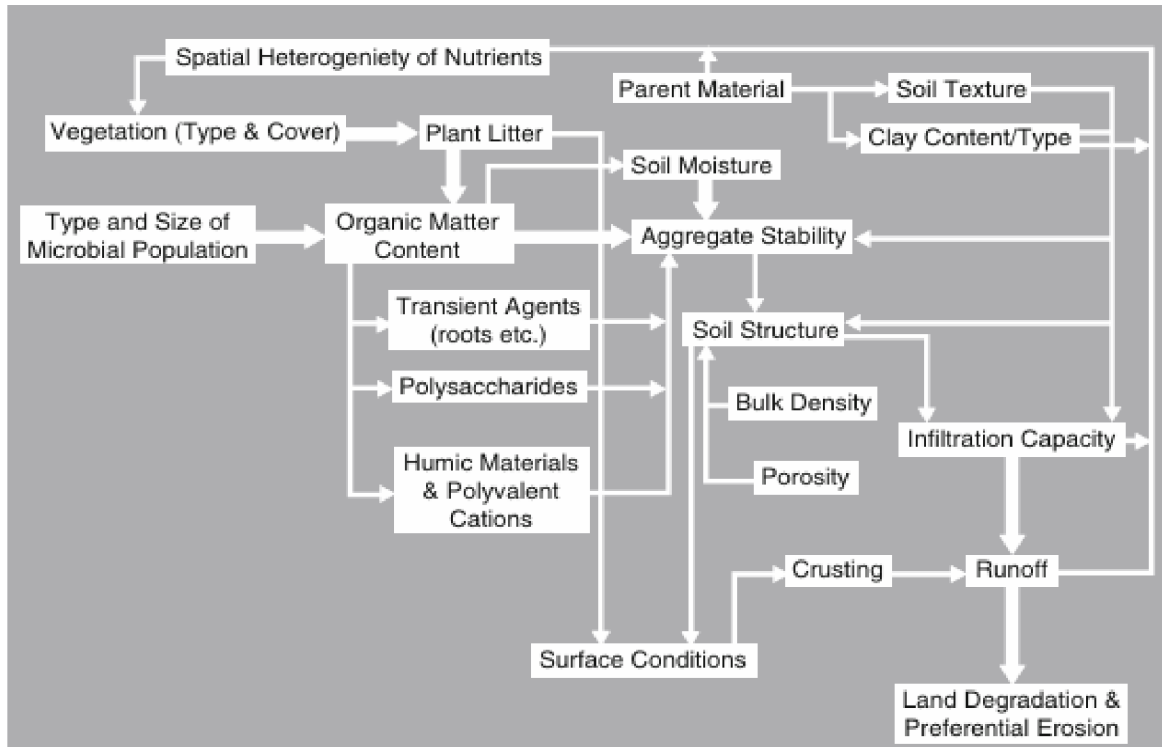 Spatial Heterogeniety of Nutrients
Parent Material
Soil Texture
Vegetation (Type & Cover)
Plant Litter
Clay Content/Type
Soil Moisture
Type and Size of
Microbial Population
Organic Matter
Content
Aggregate Stability
Transient Agents
(roots etc.)
Soil Structure
Polysaccharides
Bulk Density
Infiltration Capacity
Humic Materials
& Polyvalent
Cations
Porosity
Crusting
Runoff
Surface Conditions
Land Degradation &
Preferential Erosion